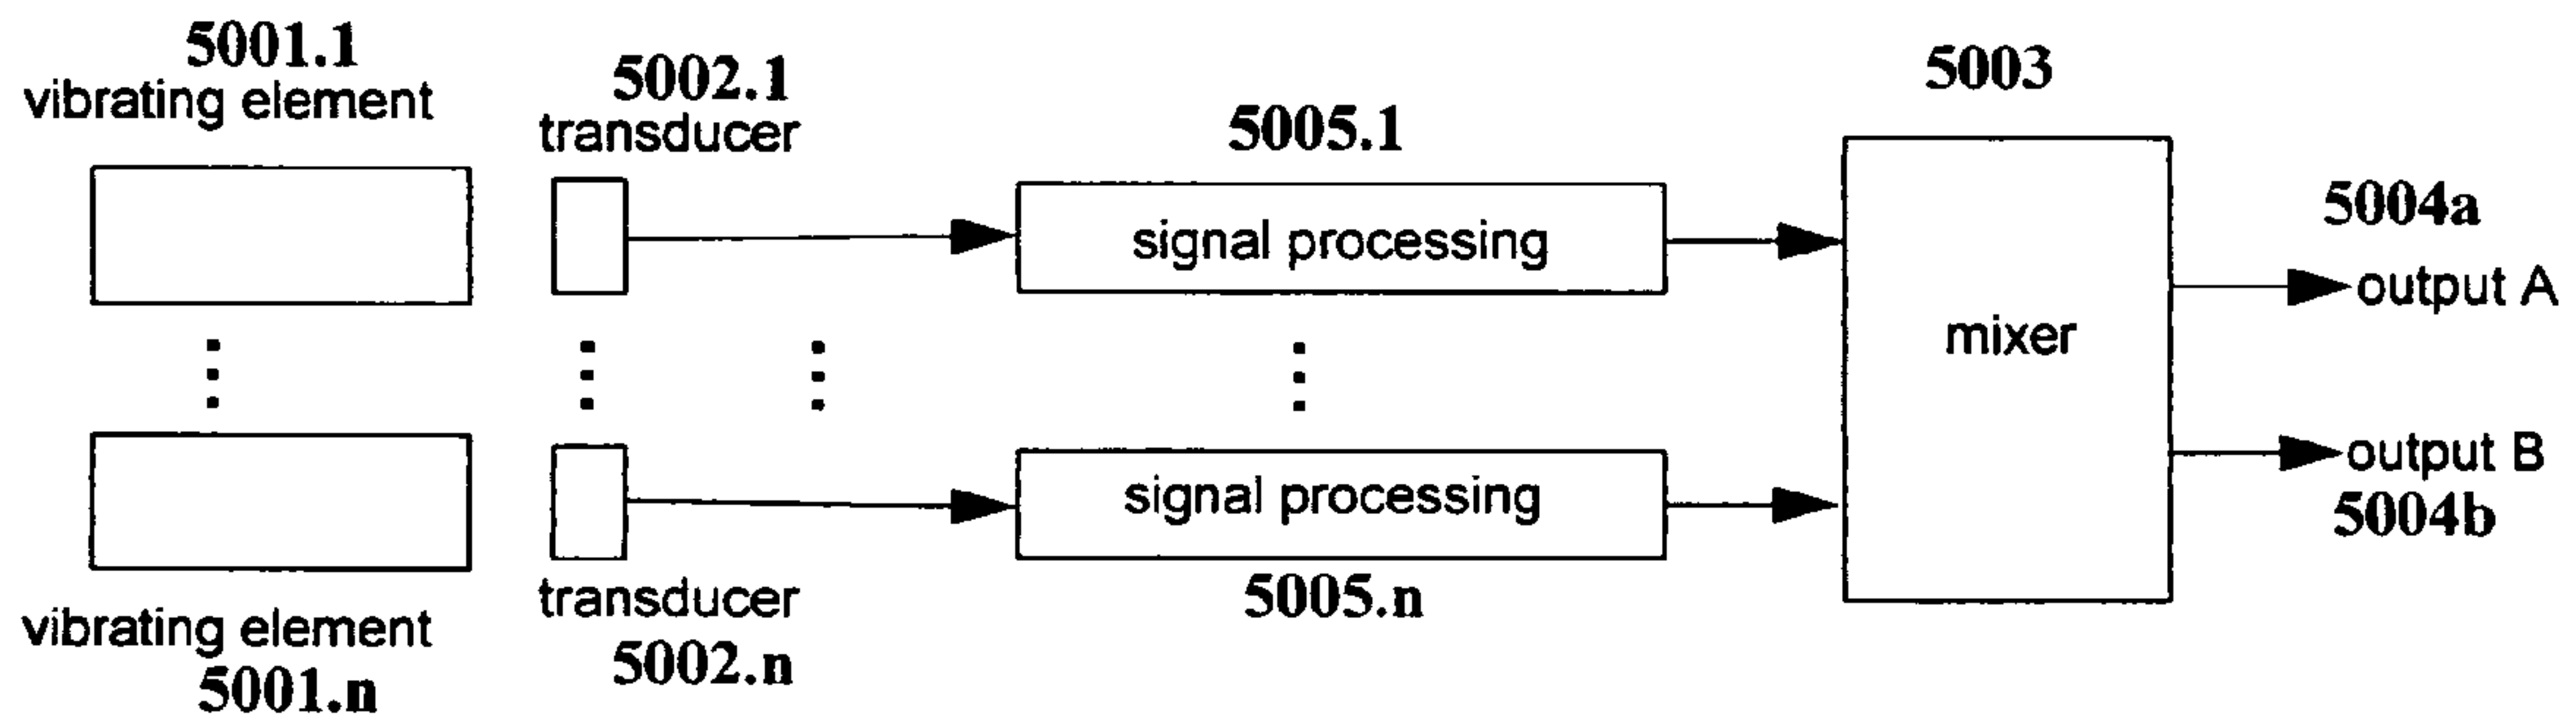 5001.1
vibrating element
5002.1
transducer
5005.1
signal processing
5003
mixer
5004a
output A
output B
5004b
signal processing
5005.n
transducer
5002.n
vibrating element
5001.n